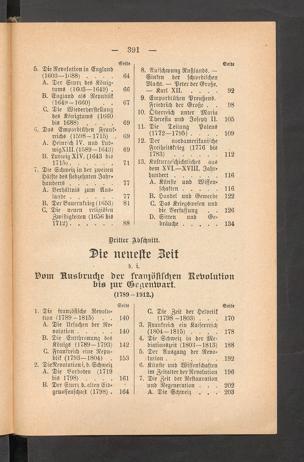 — 391 —
Seite
5. Die Revolution in England
(1603—1688) . . . . . 64
A. Der Sturz des König-
tums (1603—1649) . . 66
B. England als Republik
(1649—1660) . . . . 67
C. Die Wiederherstellung
des Königtums (1660
bis 1688) . . . . . 69
6. Das Emporblühen Frank-
reichs (1598—1715) . . . 69
A. Heinrich IV. und Lud-
wig XIII. (1589—1643) 69
B. Ludwig XIV. (1643 bis
1715) . . . . . . 71
7. Die Schweiz in der zweiten
Hälfte des siebzehnten Jahr-
hunderts . . . . . . 77
A. Verhältnis zum Aus-
lande . . . . . . 77
B. Der Bauernkrieg (1653) 81
C. Die neuen religiösen
Zwistigkeiten (1656 bis
1712) . . . . . . 88
Seite
8. Aufschwung Rußlands. —
Sinken der schwedischen
Macht. — Peter der Große.
— Karl XII. . . . . . 92
9. Emporblühen Preußens.
Friedrich der Große . . . 98
10. Österreich unter Maria
Theresia und Joseph II. 105
11. Die Teilung Polens
(1772—1795) . . . . 109
12. Der nordamerikanische
Freiheitskrieg (1776 bis
1783) . . . . . . . 112
13. Kulturgeschichtliches aus
dem XVI.—XVIII. Jahr-
hundert . . . . . . 116
A. Künste und Wissen-
schaften . . . . . 116
B. Handel und Gewerbe 122
C. Das Kriegswesen und
die Verfassung . . . 126
D. Sitten und Ge-
bräuche . . . . . 134
Dritter Abschnitt.
Die neueste Zeit
d. i.
Vom Ausbruche der französischen Revolution
bis zur Gegenwart.
(1789—1912.)
Seite
1. Die französische Revolu-
tion (1789—1815) . . . 140
A. Die Ursachen der Re-
volution . . . . . 140
B. Die Entthronung des
Königs (1789—1792) 142
C. Frankreich eine Repu-
blik (1793—1804) . . 153
2. Die Revolution i. d. Schweiz
A. Die Vorboten (1719
bis 1798) . . . . . 161
B. Der Sturz d. alten Eid-
genossenschaft (1798) . 164
Seite
C. Die Zeit der Helvetik
(1798—1803) . . . . 170
3. Frankreich ein Kaiserreich
(1804—1815) . . . . . 178
4. Die Schweiz in der Me-
diationszeit (1803—1813) 188
5. Der Ausgang der Revo-
lution . . . . . . . 192
6. Künste und Wissenschaften
im Zeitalter der Revolution 196
7. Die Zeit der Restauration
und Regeneration . . . . 202
A. Die Schweiz . . . . 203